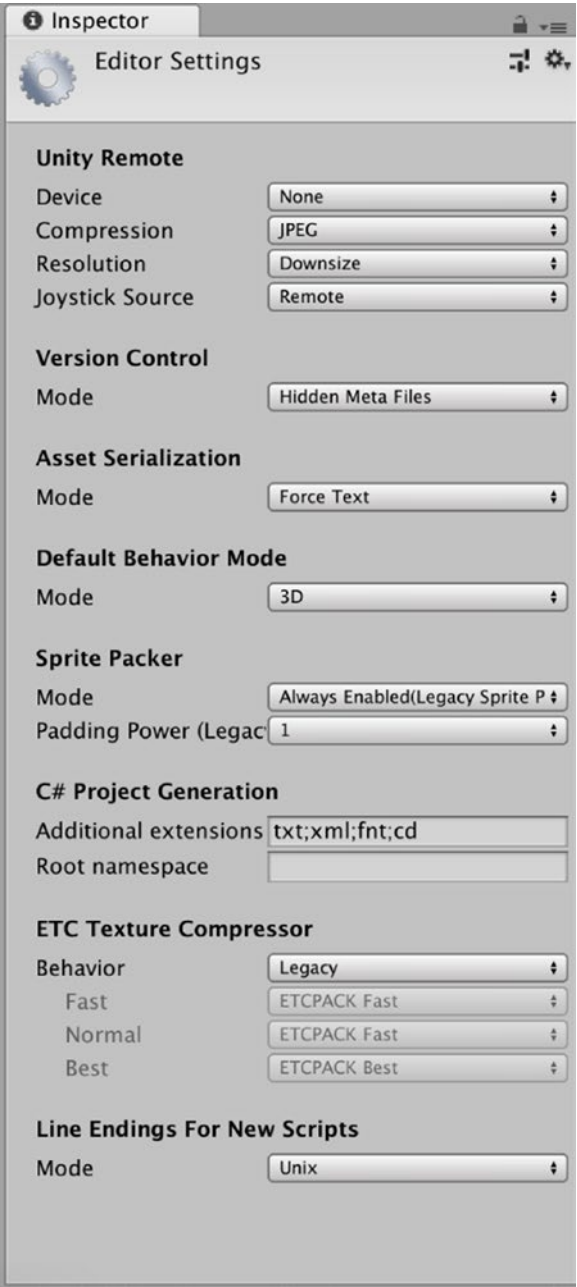 Inspector
Editor Settings
Unity Remote
Device None
Compression JPEG
Resolution Downsize
Joystick Source Remote
Version Control
Mode Hidden Meta Files
Asset Serialization
Mode Force Text
Default Behavior Mode
Mode 3D
Sprite Packer
Mode Always Enabled(Legacy Sprite P
Padding Power (Legac 1
C# Project Generation
Additional extensions txt;xml;fnt;cd
Root namespace
ETC Texture Compressor
Behavior Legacy
Fast ETCPACK Fast
Normal ETCPACK Fast
Best ETCPACK Best
Line Endings For New Scripts
Mode Unix